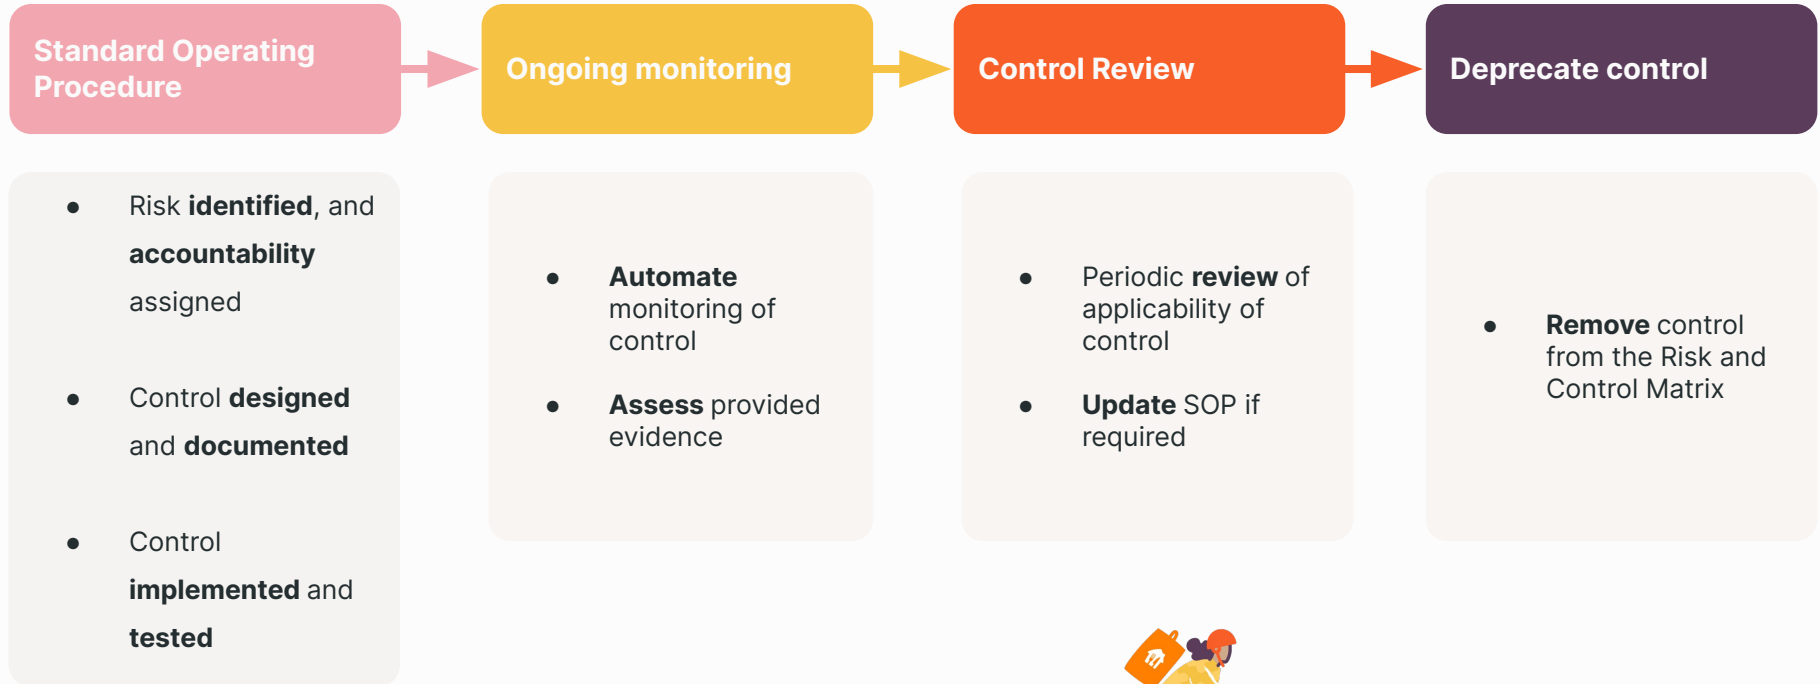 Standard Operating
Procedure
Ongoing monitoring
Control Review
Deprecate control
● Risk identified, and
accountability
assigned
● Control designed
and documented
● Control
implemented and
tested
● Automate
monitoring of
control
● Assess provided
evidence
● Periodic review of
applicability of
control
● Update SOP if
required
● Remove control
from the Risk and
Control Matrix